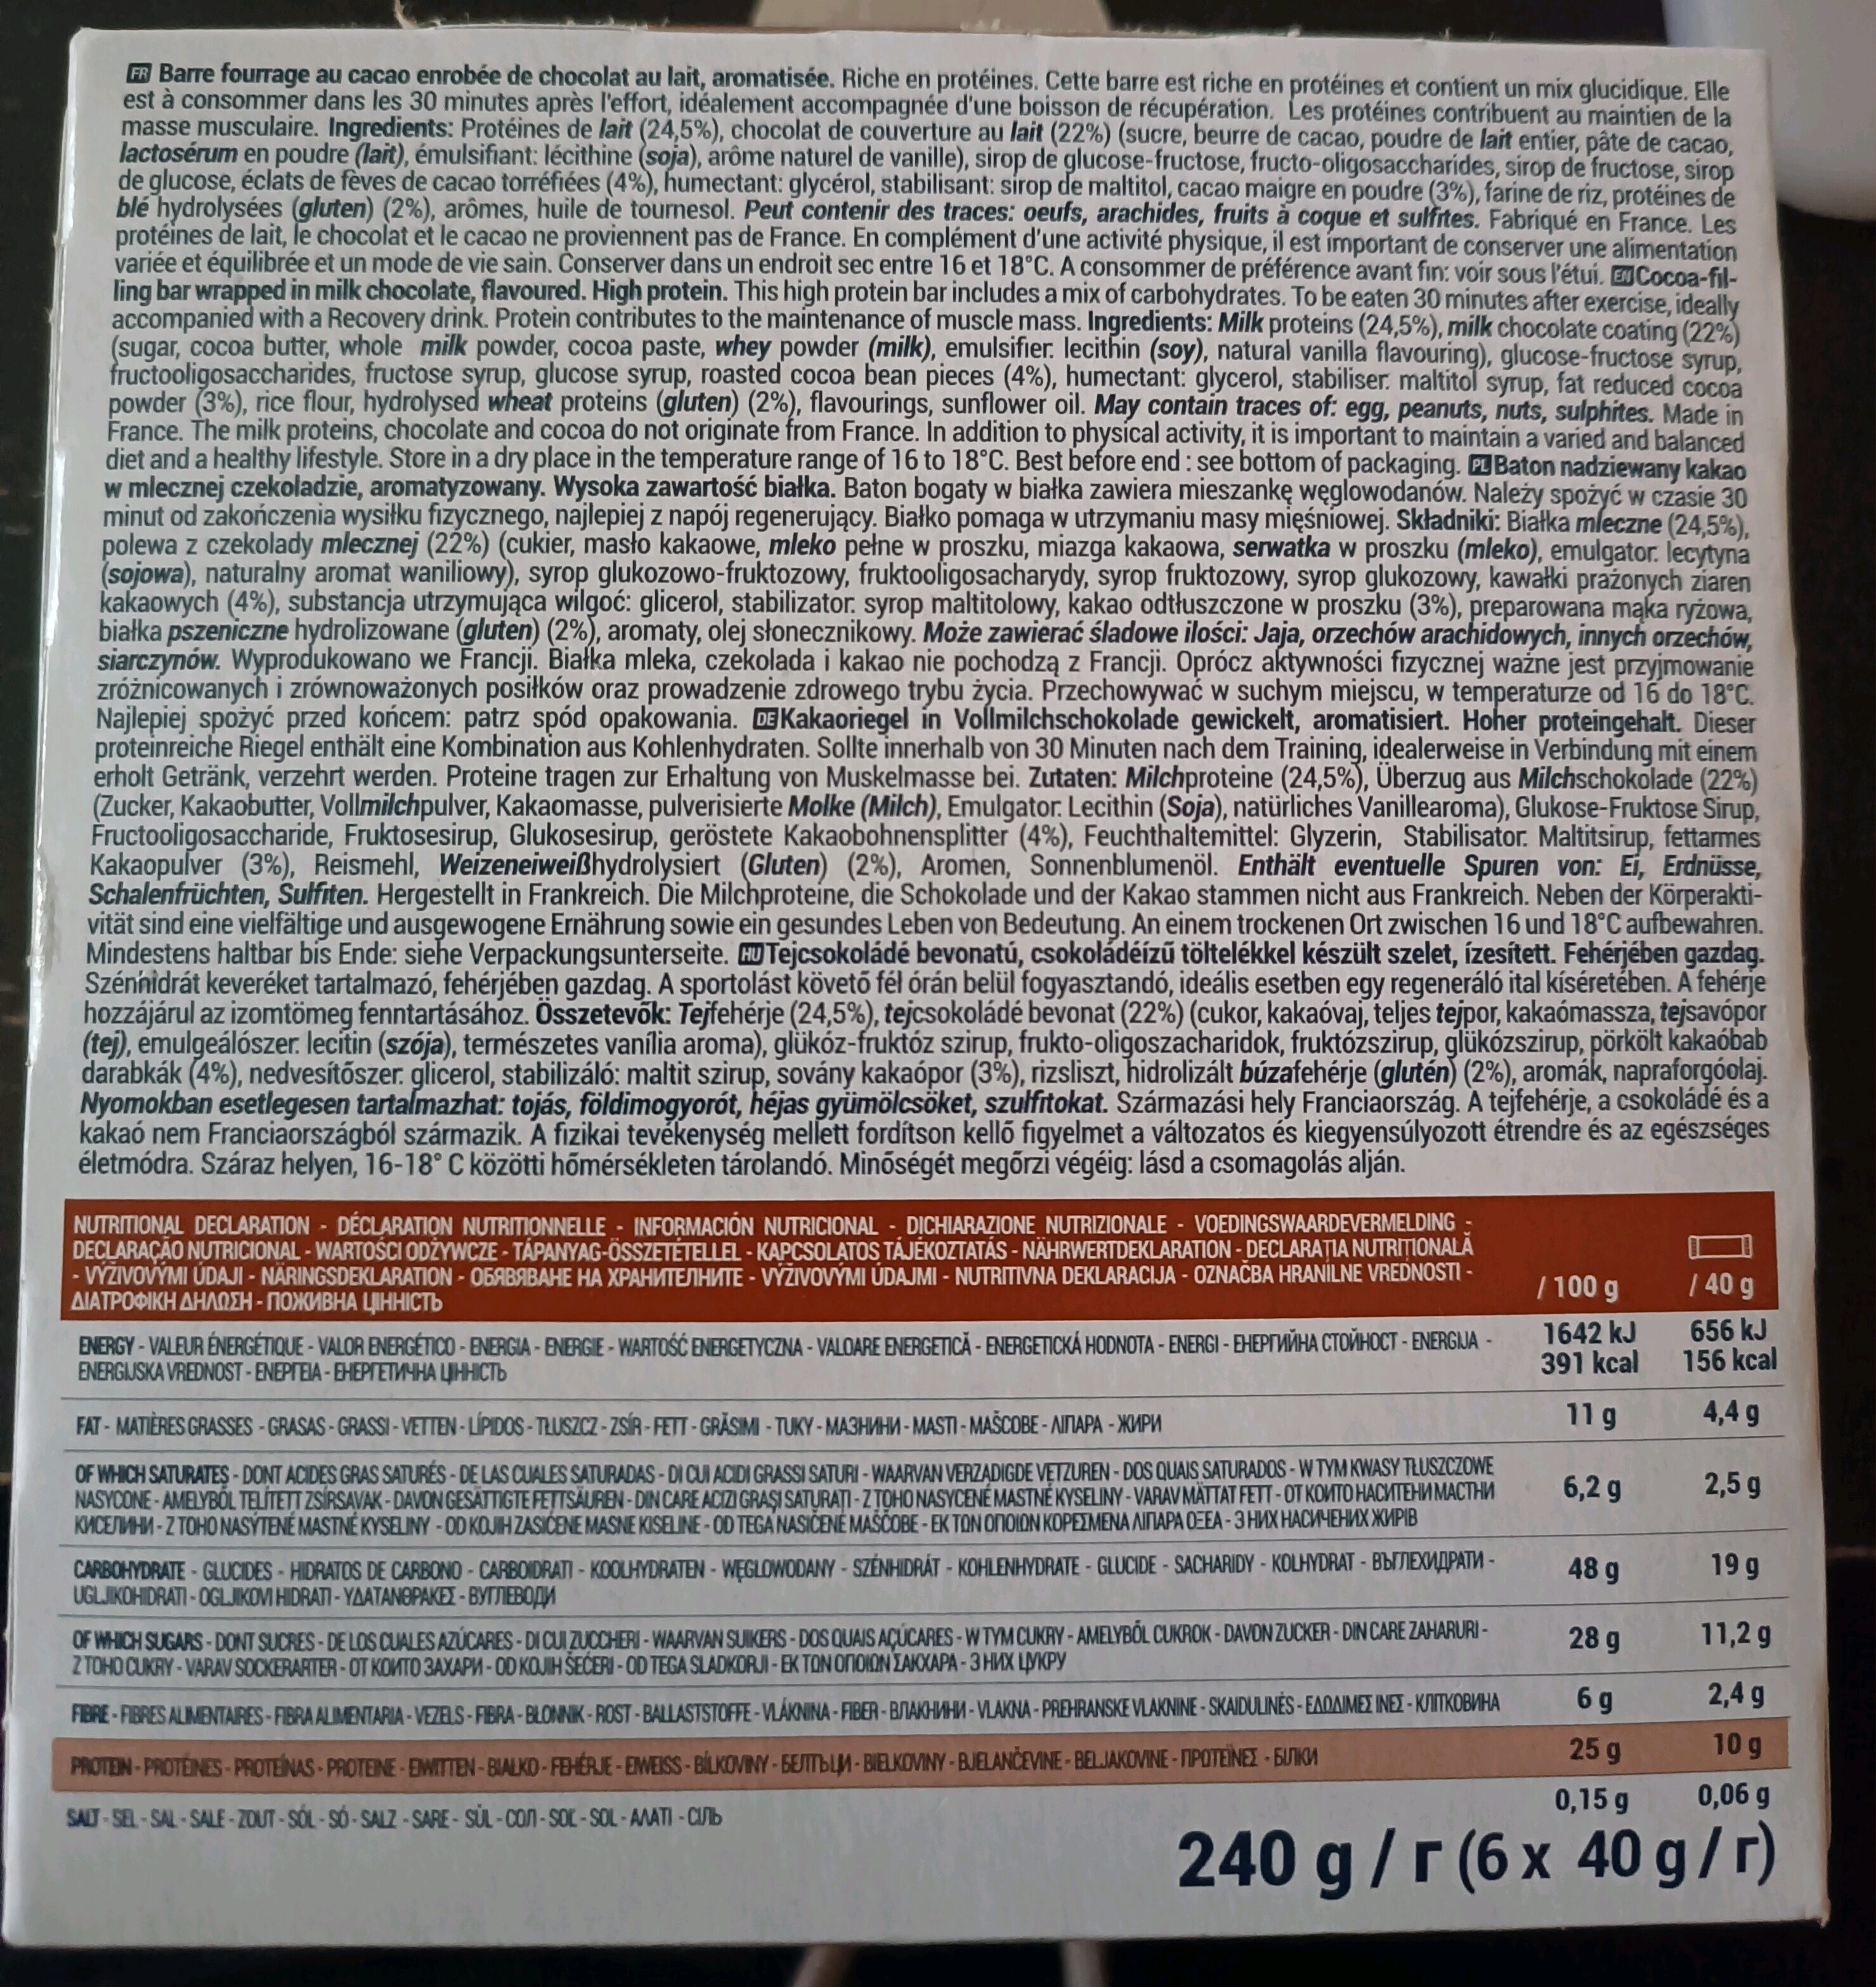 FR Barre fourrage au cacao enrobée de chocolat au lait, aromatisée. Riche en protéines. Cette barre est riche en protéines et contient un mix glucidique. Elle
est à consommer dans les 30 minutes après l'effort, idéalement accompagnée d'une boisson de récupération. Les protéines contribuent au maintien de la
masse musculaire. Ingredients: Protéines de lait (24,5%), chocolat de couverture au lait (22%) (sucre, beurre de cacao, poudre de lait entier, pâte de cacao,
lactosérum en poudre (lait), émulsifiant: lécithine (soja), arôme naturel de vanille), sirop de glucose-fructose, fructo-oligosaccharides, sirop de fructose, sirop
de glucose, éclats de fèves de cacao torréfiées (4%), humectant: glycérol, stabilisant: sirop de maltitol, cacao maigre en poudre (3%), farine de riz, protéines de
blé hydrolysées (gluten) (2%), arômes, huile de tournesol. Peut contenir des traces: oeufs, arachides, fruits à coque et sulfites. Fabriqué en France. Les
protéines de lait, le chocolat et le cacao ne proviennent pas de France. En complément d'une activité physique, il est important de conserver une alimentation
variée et équilibrée et un mode de vie sain. Conserver dans un endroit sec entre 16 et 18°C. A consommer de préférence avant fin: voir sous l'étui. EN Cocoa-fil-
ling bar wrapped in milk chocolate, flavoured. High protein. This high protein bar includes a mix of carbohydrates. To be eaten 30 minutes after exercise, ideally
accompanied with a Recovery drink. Protein contributes to the maintenance of muscle mass. Ingredients: Milk proteins (24,5%), milk chocolate coating (22%)
(sugar, cocoa butter, whole milk powder, cocoa paste, whey powder (milk), emulsifier: lecithin (soy), natural vanilla flavouring), glucose-fructose syrup,
fructooligosaccharides, fructose syrup, glucose syrup, roasted cocoa bean pieces (4%), humectant: glycerol, stabiliser: maltitol syrup, fat reduced cocoa
powder (3%), rice flour, hydrolysed wheat proteins (gluten) (2%), flavourings, sunflower oil. May contain traces of: egg, peanuts, nuts, sulphites. Made in
France. The milk proteins, chocolate and cocoa do not originate from France. In addition to physical activity, it is important to maintain a varied and balanced
diet and a healthy lifestyle. Store in a dry place in the temperature range of 16 to 18°C. Best before end : see bottom of packaging. PL Baton nadziewany kakao
w mlecznej czekoladzie, aromatyzowany. Wysoka zawartość białka. Baton bogaty w białka zawiera mieszankę węglowodanów. Należy spożyć w czasie 30
minut od zakończenia wysiłku fizycznego, najlepiej z napój regenerujący. Białko pomaga w utrzymaniu masy mięśniowej. Składniki: Białka mleczne (24,5%),
polewa z czekolady mlecznej (22%) (cukier, masło kakaowe, mleko pełne w proszku, miazga kakaowa, serwatka w proszku (mleko), emulgator: lecytyna
(sojowa), naturalny aromat waniliowy), syrop glukozowo-fruktozowy, fruktooligosacharydy, syrop fruktozowy, syrop glukozowy, kawałki prażonych ziaren
kakaowych (4%), substancja utrzymująca wilgoć: glicerol, stabilizator: syrop maltitolowy, kakao odtłuszczone w proszku (3%), preparowana mąka ryżowa,
białka pszeniczne hydrolizowane (gluten) (2%), aromaty, olej słonecznikowy. Może zawierać śladowe ilości: Jaja, orzechów arachidowych, innych orzechów,
siarczynów. Wyprodukowano we Francji. Białka mleka, czekolada i kakao nie pochodzą z Francji. Oprócz aktywności fizycznej ważne jest przyjmowanie
zróżnicowanych i zrównoważonych posiłków oraz prowadzenie zdrowego trybu życia. Przechowywać w suchym miejscu, w temperaturze od 16 do 18°C.
Najlepiej spożyć przed końcem: patrz spód opakowania. DE Kakaoriegel in Vollmilchschokolade gewickelt, aromatisiert. Hoher proteingehalt. Dieser
proteinreiche Riegel enthält eine Kombination aus Kohlenhydraten. Sollte innerhalb von 30 Minuten nach dem Training, idealerweise in Verbindung mit einem
erholt Getränk, verzehrt werden. Proteine tragen zur Erhaltung von Muskelmasse bei. Zutaten: Milchproteine (24,5%), Überzug aus Milchschokolade (22%)
(Zucker, Kakaobutter, Vollmilchpulver, Kakaomasse, pulverisierte Molke (Milch), Emulgator: Lecithin (Soja), natürliches Vanillearoma), Glukose-Fruktose Sirup,
Fructooligosaccharide, Fruktosesirup, Glukosesirup, geröstete Kakaobohnensplitter (4%), Feuchthaltemittel: Glyzerin, Stabilisator: Maltitsirup, fettarmes
Kakaopulver (3%), Reismehl, Weizeneiweißhydrolysiert (Gluten) (2%), Aromen, Sonnenblumenöl. Enthält eventuelle Spuren von: Ei, Erdnüsse,
Schalenfrüchten, Sulfiten. Hergestellt in Frankreich. Die Milchproteine, die Schokolade und der Kakao stammen nicht aus Frankreich. Neben der Körperakti-
vität sind eine vielfältige und ausgewogene Ernährung sowie ein gesundes Leben von Bedeutung. An einem trockenen Ort zwischen 16 und 18°C aufbewahren.
Mindestens haltbar bis Ende: siehe Verpackungsunterseite. HU Tejcsokoládé bevonatú, csokoládéízű töltelékkel készült szelet, ízesített. Fehérjében gazdag.
Szénhidrát keveréket tartalmazó, fehérjében gazdag. A sportolást követő fél órán belül fogyasztandó, ideális esetben egy regeneráló ital kíséretében. A fehérje
hozzájárul az izomtömeg fenntartásához. Összetevők: Tejfehérje (24,5%), tejcsokoládé bevonat (22%) (cukor, kakaóvaj, teljes tejpor, kakaómassza, tejsavópor
(tej), emulgeálószer: lecitin (szója), természetes vanília aroma), glükóz-fruktóz szirup, frukto-oligoszacharidok, fruktózszirup, glükózszirup, pörkölt kakaóbab
darabkák (4%), nedvesítőszer: glicerol, stabilizáló: maltit szirup, sovány kakaópor (3%), rizsliszt, hidrolizált búzafehérje (glutén) (2%), aromák, napraforgóolaj.
Nyomokban esetlegesen tartalmazhat: tojás, földimogyorót, héjas gyümölcsöket, szulfitokat. Származási hely Franciaország. A tejfehérje, a csokoládé és a
kakaó nem Franciaországból származik. A fizikai tevékenység mellett fordítson kellő figyelmet a változatos és kiegyensúlyozott étrendre és az egészséges
életmódra. Száraz helyen, 16-18° C közötti hőmérsékleten tárolandó. Minőségét megőrzi végéig: lásd a csomagolás alján.
NUTRITIONAL DECLARATION - DÉCLARATION NUTRITIONNELLE - INFORMACIÓN NUTRICIONAL - DICHIARAZIONE NUTRIZIONALE - VOEDINGSWAARDEVERMELDING -
DECLARAÇÃO NUTRICIONAL - WARTOŚCI ODŻYWCZE - TÁPANYAG-ÖSSZETÉTELLEL - KAPCSOLATOS TÁJÉKOZTATÁS - NÄHRWERTDEKLARATION - DECLARAȚIA NUTRIȚIONALĂ
- VÝŽIVOVÝMI ÚDAJI - NÄRINGSDEKLARATION - ОБЯВЯВАНЕ НА ХРАНИТЕЛНИТЕ - VÝŽIVOVÝMI ÚDAJMI - NUTRITIVNA DEKLARACIJA - OZNAČBA HRANILNE VREDNOSTI -
ΔΙΑΤΡΟΦΙΚΗ ΔΗΛΩΣΗ - ПОЖИВНА ЦІННІСТЬ
/ 100 g / 40 g
ENERGY - VALEUR ÉNERGÉTIQUE - VALOR ENERGÉTICO - ENERGIA - ENERGIE - WARTOŚĆ ENERGETYCZNA - VALOARE ENERGETICĂ - ENERGETICKÁ HODNOTA - ENERGI - ЕНЕРГИЙНА СТОЙНОСТ - ENERGIJA -
ENERGIJSKA VREDNOST - ΕΝΕΡΓΕΙΑ - ЕНЕРГЕТИЧНА ЦІННІСТЬ
1642 kJ 656 kJ
391 kcal 156 kcal
FAT - MATIÈRES GRASSES - GRASAS - GRASSI - VETTEN - LÍPIDOS - TŁUSZCZ - ZSÍR - FETT - GRĂSIMI - TUKY - МАЗНИНИ - MASTI - MAŠČOBE - ΛΙΠΑΡΑ - ЖИРИ
11 g 4,4 g
OF WHICH SATURATES - DONT ACIDES GRAS SATURÉS - DE LAS CUALES SATURADAS - DI CUI ACIDI GRASSI SATURI - WAARVAN VERZADIGDE VETZUREN - DOS QUAIS SATURADOS - W TYM KWASY TŁUSZCZOWE
NASYCONE - AMELYBŐL TELÍTETT ZSÍRSAVAK - DAVON GESÄTTIGTE FETTSÄUREN - DIN CARE ACIZI GRAȘI SATURAȚI - Z TOHO NASYCENÉ MASTNÉ KYSELINY - VARAV MÄTTAT FETT - ОТ КОИТО НАСИТЕНИ МАСТНИ
КИСЕЛИНИ - Z TOHO NASÝTENÉ MASTNÉ KYSELINY - OD KOJIH ZASIĆENE MASNE KISELINE - OD TEGA NASIČENE MAŠČOBE - ΕΚ ΤΩΝ ΟΠΟΙΩΝ ΚΟΡΕΣΜΕΝΑ ΛΙΠΑΡΑ ΟΞΕΑ - З НИХ НАСИЧЕНИХ ЖИРІВ
6,2 g 2,5 g
CARBOHYDRATE - GLUCIDES - HIDRATOS DE CARBONO - CARBOIDRATI - KOOLHYDRATEN - WĘGLOWODANY - SZÉNHIDRÁT - KOHLENHYDRATE - GLUCIDE - SACHARIDY - KOLHYDRAT - ВЪГЛЕХИДРАТИ -
UGLJIKOHIDRATI - OGLJIKOVI HIDRATI - ΥΔΑΤΑΝΘΡΑΚΕΣ - ВУГЛЕВОДИ
48 g 19 g
OF WHICH SUGARS - DONT SUCRES - DE LOS CUALES AZÚCARES - DI CUI ZUCCHERI - WAARVAN SUIKERS - DOS QUAIS AÇÚCARES - W TYM CUKRY - AMELYBŐL CUKROK - DAVON ZUCKER - DIN CARE ZAHARURI -
Z TOHO CUKRY - VARAV SOCKERARTER - ОТ КОИТО ЗАХАРИ - OD KOJIH ŠEĆERI - OD TEGA SLADKORJI - ΕΚ ΤΩΝ ΟΠΟΙΩΝ ΣΑΚΧΑΡΑ - З НИХ ЦУКРУ
28 g 11,2 g
FIBRE - FIBRES ALIMENTAIRES - FIBRA ALIMENTARIA - VEZELS - FIBRA - BŁONNIK - ROST - BALLASTSTOFFE - VLÁKNINA - FIBER - ВЛАКНИНИ - VLAKNA - PREHRANSKE VLAKNINE - SKAIDULINĖS - ΕΔΩΔΙΜΕΣ ΙΝΕΣ - КЛІТКОВИНА
6 g 2,4 g
PROTEIN - PROTÉINES - PROTEÍNAS - PROTEINE - EIWITTEN - BIAŁKO - FEHÉRJE - EIWEISS - BÍLKOVINY - БЕЛТЪЦИ - BIELKOVINY - BJELANČEVINE - BELJAKOVINE - ΠΡΟΤΕΪΝΕΣ - БІЛКИ
25 g 10 g
SALT - SEL - SAL - SALE - ZOUT - SÓL - SÓ - SALZ - SARE - SŮL - СОЛ - SOĽ - SOL - ΑΛΑΤΙ - СІЛЬ
0,15 g 0,06 g
240 g / г (6 x 40 g / г)